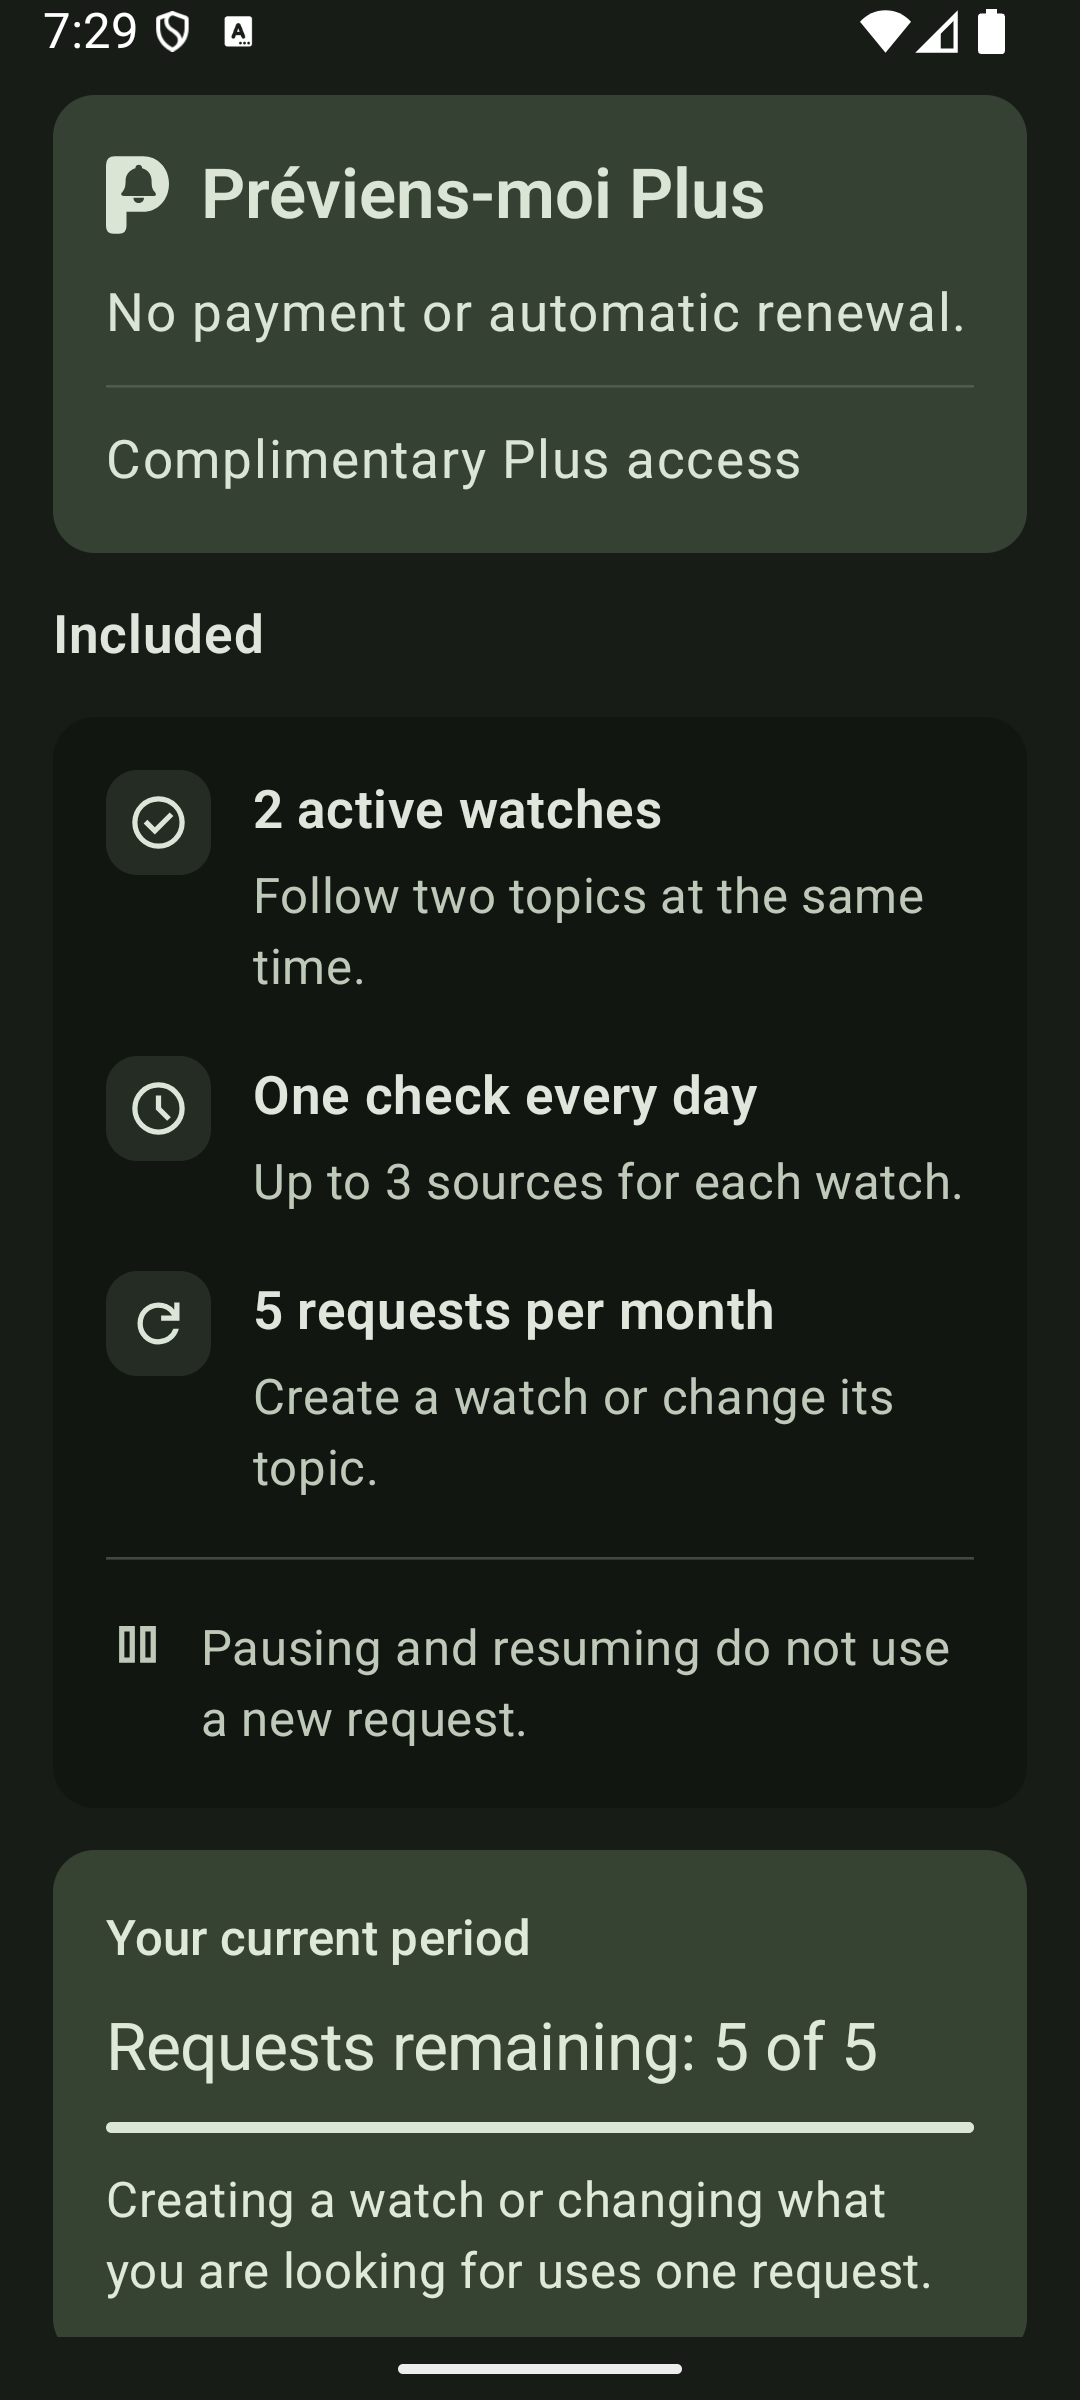 7:29
Préviens-moi Plus
No payment or automatic renewal.
Complimentary Plus access
Included
2 active watches
Follow two topics at the same
time.
One check every day
Up to 3 sources for each watch.
5 requests per month
Create a watch or change its
topic.
Pausing and resuming do not use
a new request.
Your current period
Requests remaining: 5 of 5
Creating a watch or changing what
you are looking for uses one request.